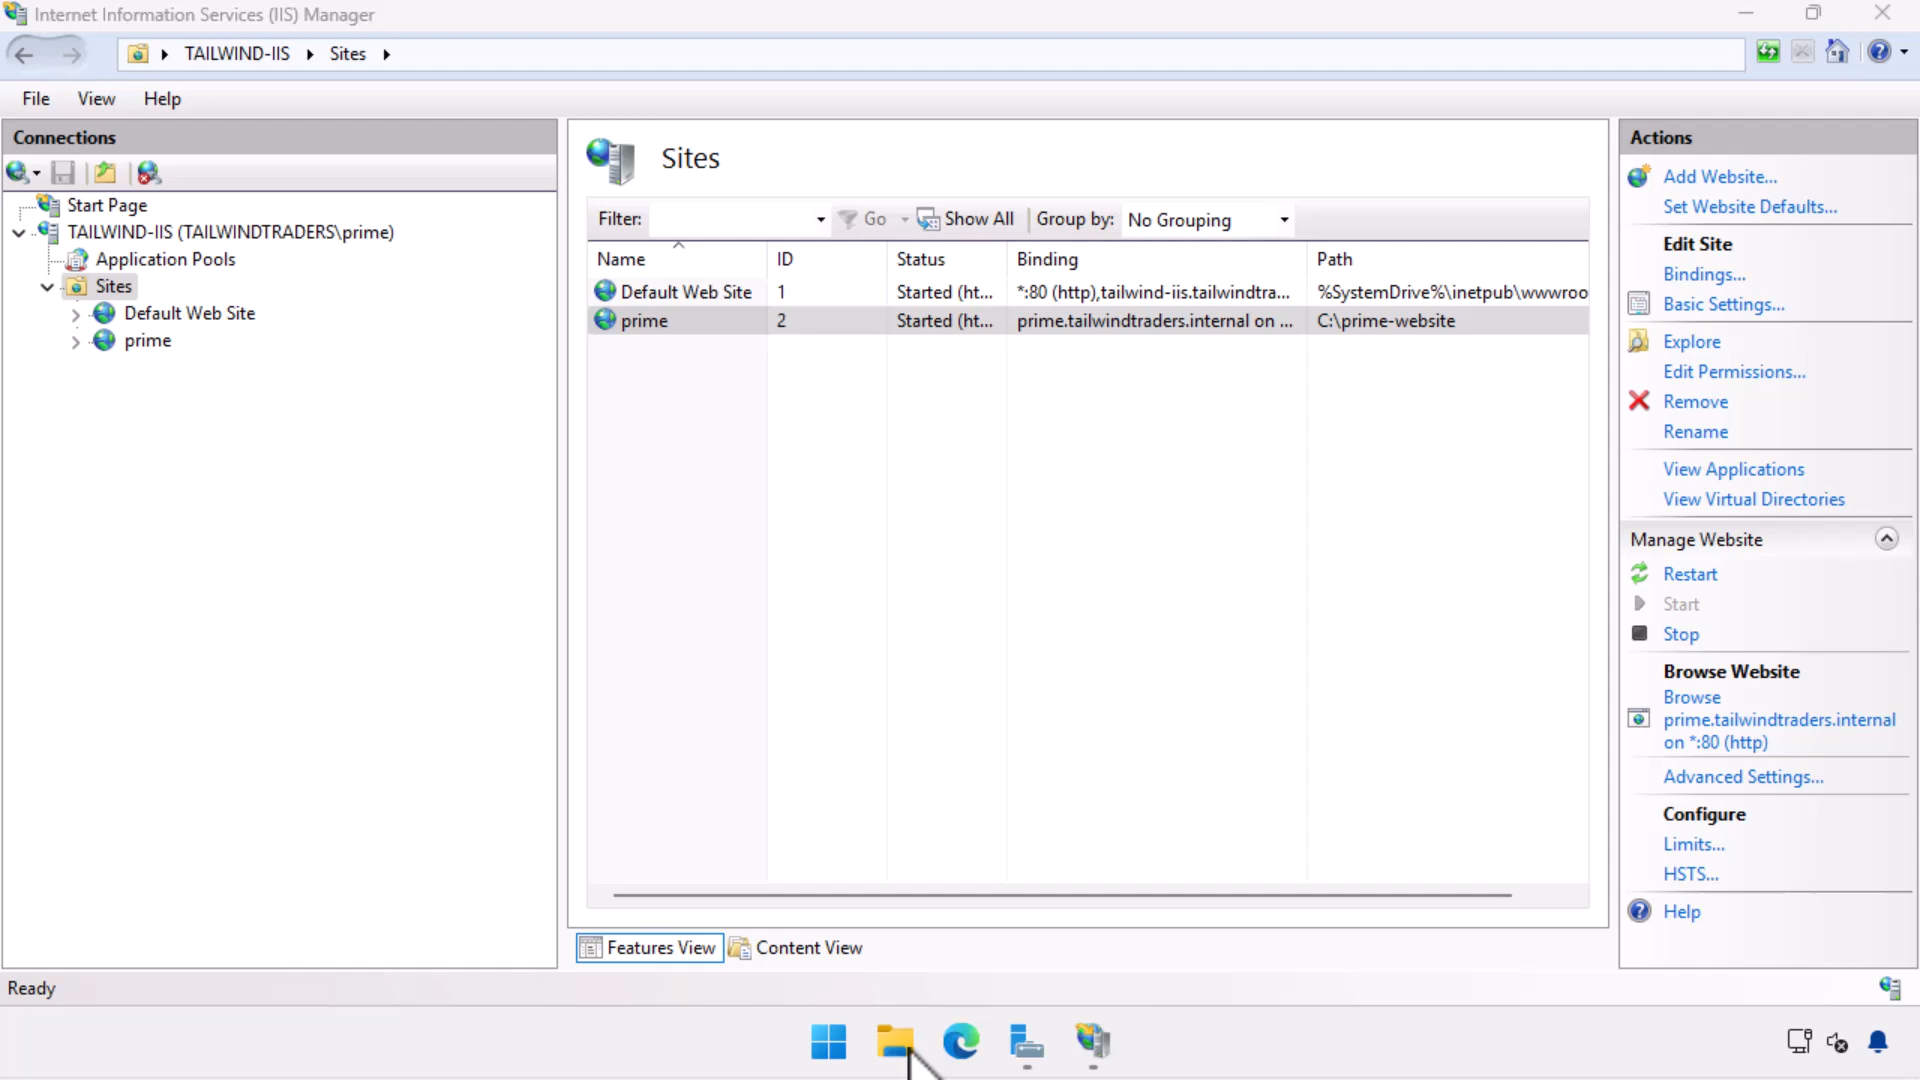 Internet Information Services (IIS) Manager
TAILWIND-IIS Sites
File View Help
Connections
Start Page
TAILWIND-IIS (TAILWINDTRADERS\prime)
Application Pools
Sites
Default Web Site
prime
Sites
Filter: Go Show All Group by: No Grouping
Name ID Status Binding Path
Default Web Site 1 Started (ht... *:80 (http),tailwind-iis.tailwindtra... %SystemDrive%\inetpub\wwwroo
prime 2 Started (ht... prime.tailwindtraders.internal on ... C:\prime-website
Features View Content View
Actions
Add Website...
Set Website Defaults...
Edit Site
Bindings...
Basic Settings...
Explore
Edit Permissions...
Remove
Rename
View Applications
View Virtual Directories
Manage Website
Restart
Start
Stop
Browse Website
Browse
prime.tailwindtraders.internal
on *:80 (http)
Advanced Settings...
Configure
Limits...
HSTS...
Help
Ready